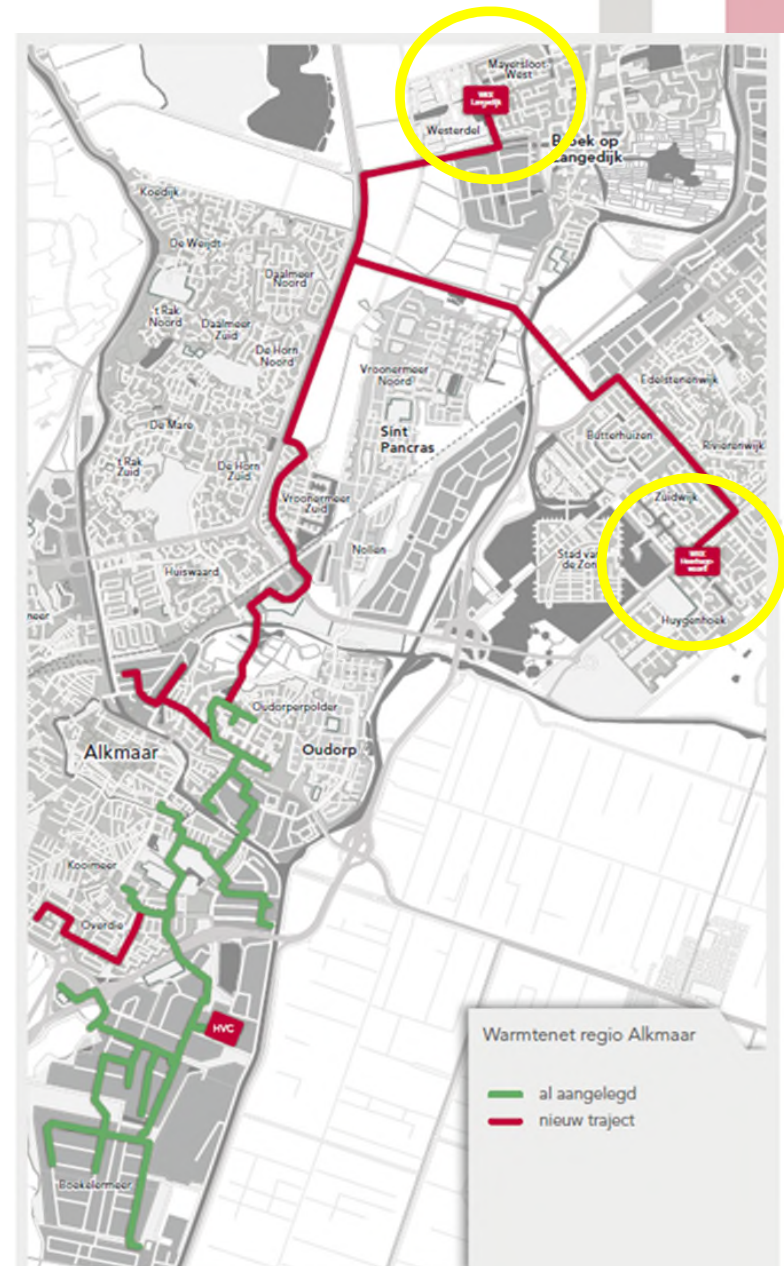 Mayersloot-
West
WKK
Langedijk
Westerdel
Broek op
Langedijk
Koedijk
De Weijdt
Daalmeer
Noord
't Rak
Noord
Daalmeer
Zuid
De Horn
Noord
Vroonermeer
Noord
Edelstenenwijk
De Mare
Sint
Pancras
Butterhuizen
Rivierenwijk
't Rak
Zuid
De Horn
Zuid
Vroonermeer
Zuid
Zuidwijk
Nollen
Stad van
de Zon
WKK
Huiswaard
Huygenhoek
meer
Oudorperpolder
Alkmaar
Oudorp
Kooimeer
Overdie
HVC
Warmtenet regio Alkmaar
al aangelegd
nieuw traject
Boekelermeer